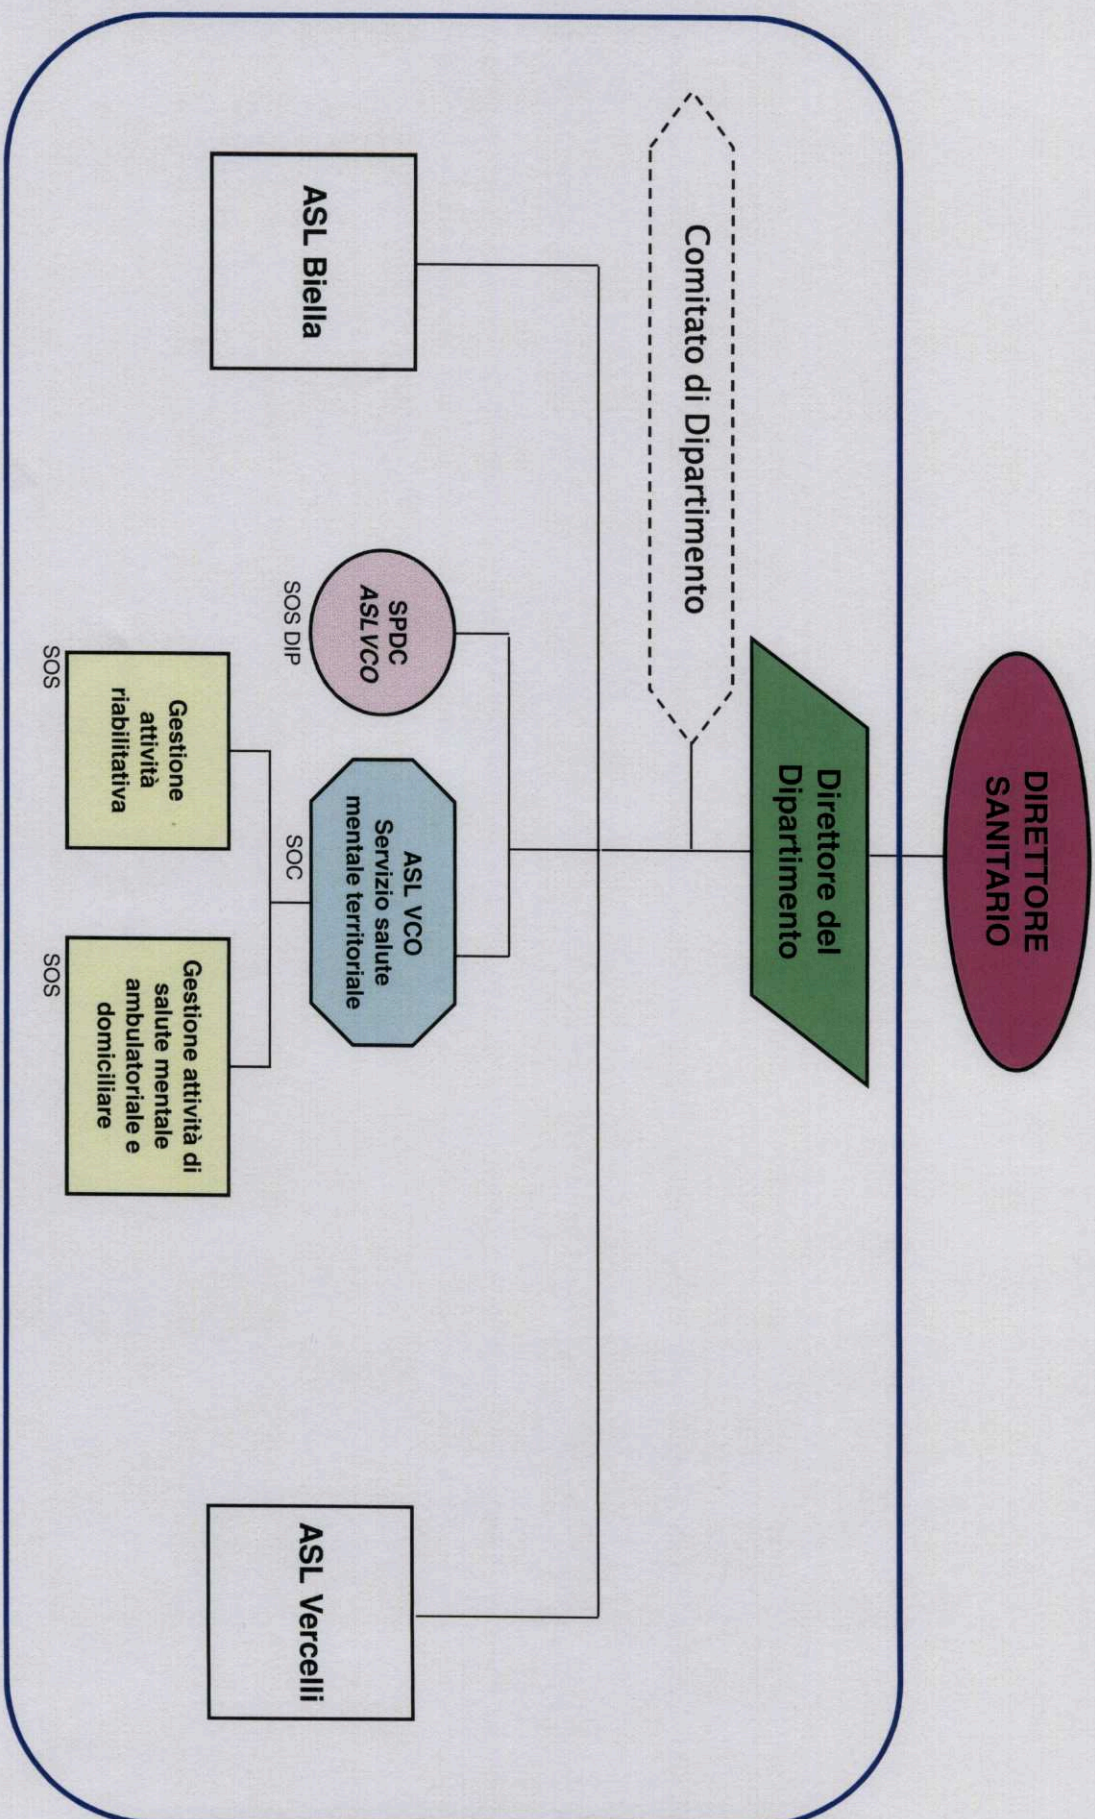 DIRETTORE
SANITARIO
Direttore del
Dipartimento
Comitato di Dipartimento
ASL Biella
SPDC
ASLVCO
SOS DIP
ASL VCO
Servizio salute
mentale territoriale
SOC
ASL Vercelli
Gestione
attività
riabilitativa
SOS
Gestione attività di
salute mentale
ambulatoriale e
domiciliare
SOS